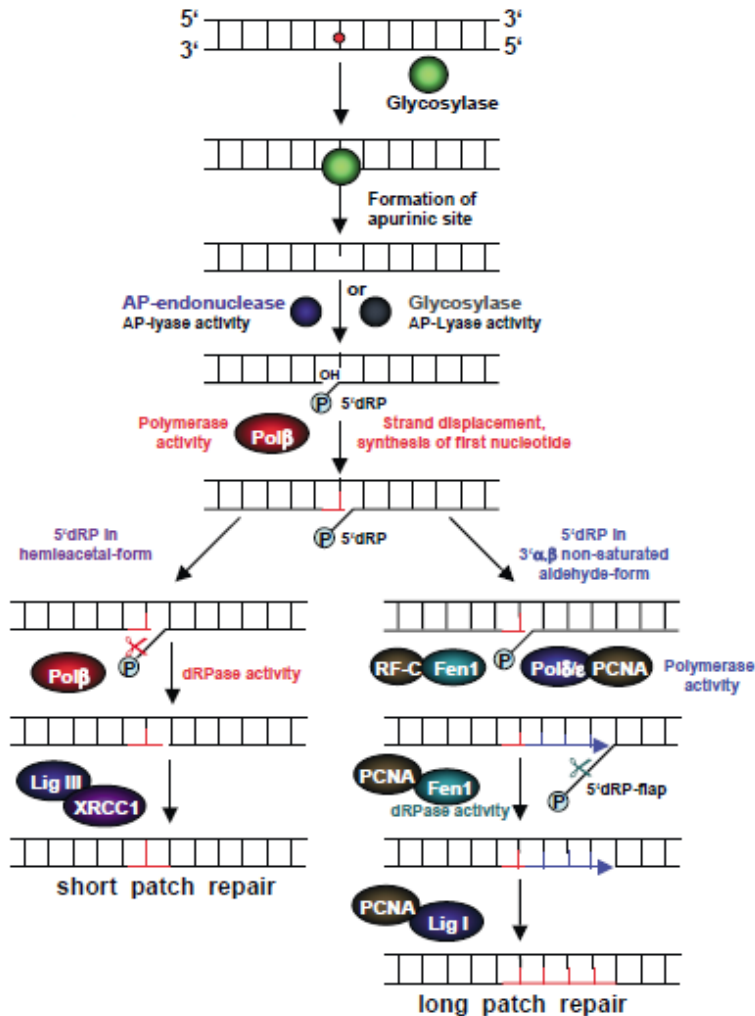 5‘ 3‘
3‘ 5‘
Glycosylase
Formation of
apurinic site
or
AP-endonuclease Glycosylase
AP-lyase activity AP-Lyase activity
OH
P 5‘dRP
Polymerase
activity
Polβ
Strand displacement,
synthesis of first nucleotide
P 5‘dRP
5‘dRP in
hemieacetal-form
5‘dRP in
3‘α,β non-saturated
aldehyde-form
P
Polβ
dRPase activity
P
RF-C Fen1 Polδ/ε PCNA
Polymerase
activity
Lig III
XRCC1
PCNA
Fen1
dRPase activity
P
5‘dRP-flap
short patch repair
PCNA
Lig I
long patch repair